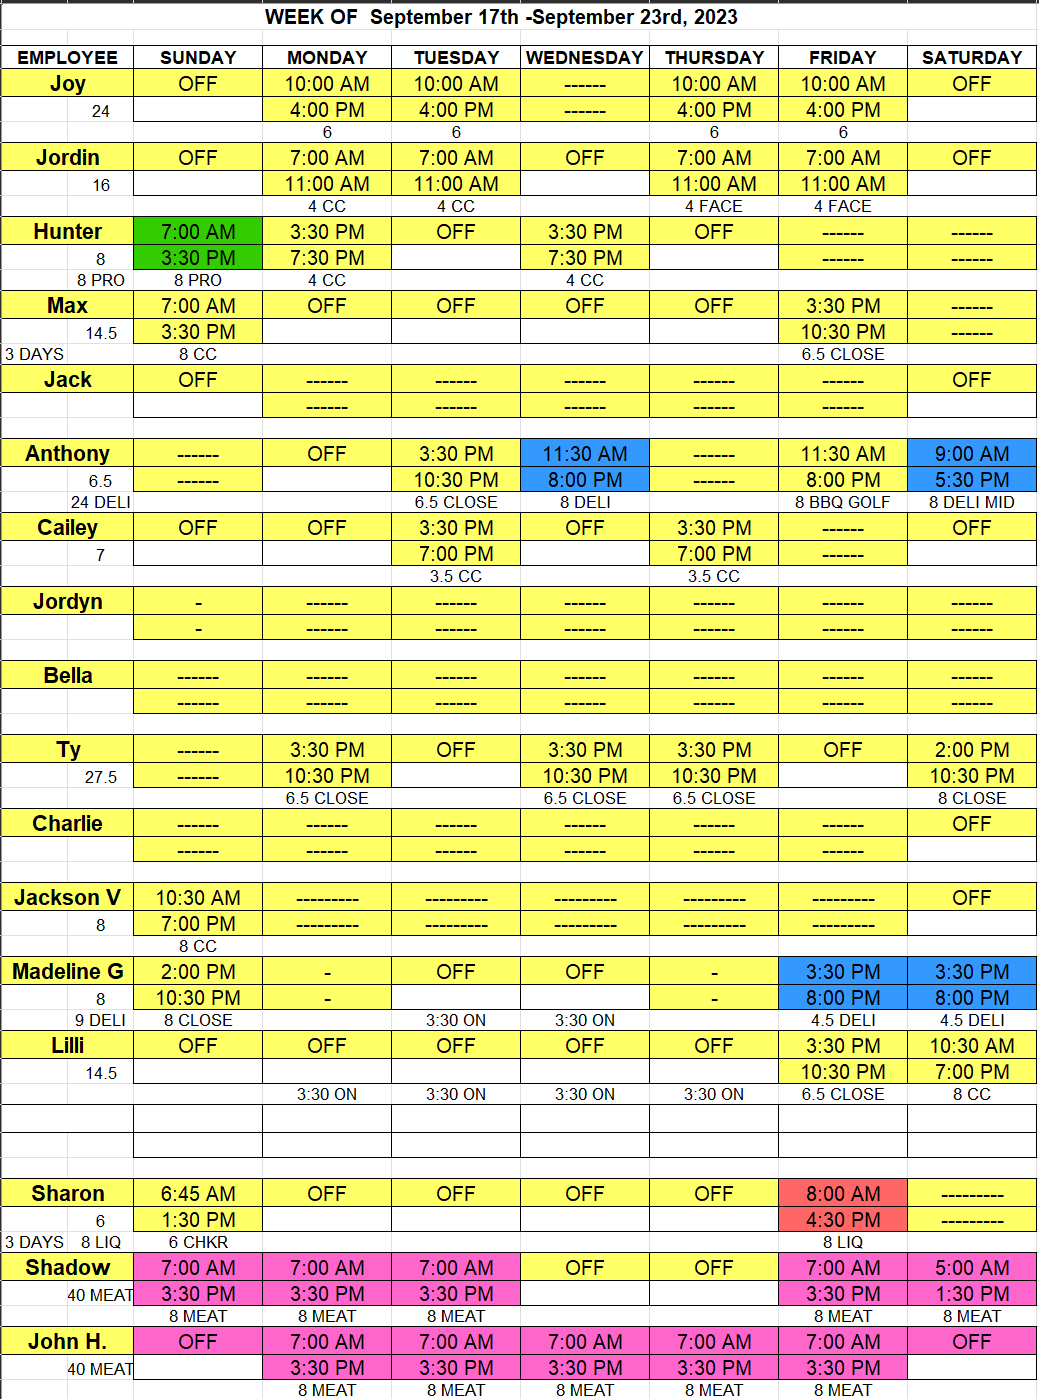 WEEK OF  September 17th -September 23rd, 2023
EMPLOYEE SUNDAY MONDAY TUESDAY WEDNESDAY THURSDAY FRIDAY SATURDAY
Joy OFF 10:00 AM 10:00 AM ------ 10:00 AM 10:00 AM OFF
24 4:00 PM 4:00 PM ------ 4:00 PM 4:00 PM
6 6 6 6
Jordin OFF 7:00 AM 7:00 AM OFF 7:00 AM 7:00 AM OFF
16 11:00 AM 11:00 AM 11:00 AM 11:00 AM
4 CC 4 CC 4 FACE 4 FACE
Hunter 7:00 AM 3:30 PM OFF 3:30 PM OFF ------ ------
8 3:30 PM 7:30 PM 7:30 PM ------ ------
8 PRO 8 PRO 4 CC 4 CC
Max 7:00 AM OFF OFF OFF OFF 3:30 PM ------
14.5 3:30 PM 10:30 PM ------
3 DAYS 8 CC 6.5 CLOSE
Jack OFF ------ ------ ------ ------ ------ OFF
------ ------ ------ ------ ------
Anthony ------ OFF 3:30 PM 11:30 AM ------ 11:30 AM 9:00 AM
6.5 ------ 10:30 PM 8:00 PM ------ 8:00 PM 5:30 PM
24 DELI 6.5 CLOSE 8 DELI 8 BBQ GOLF 8 DELI MID
Cailey OFF OFF 3:30 PM OFF 3:30 PM ------ OFF
7 7:00 PM 7:00 PM ------
3.5 CC 3.5 CC
Jordyn - ------ ------ ------ ------ ------ ------
- ------ ------ ------ ------ ------ ------
Bella ------ ------ ------ ------ ------ ------ ------
------ ------ ------ ------ ------ ------ ------
Ty ------ 3:30 PM OFF 3:30 PM 3:30 PM OFF 2:00 PM
27.5 ------ 10:30 PM 10:30 PM 10:30 PM 10:30 PM
6.5 CLOSE 6.5 CLOSE 6.5 CLOSE 8 CLOSE
Charlie ------ ------ ------ ------ ------ ------ OFF
------ ------ ------ ------ ------ ------
Jackson V 10:30 AM --------- --------- --------- --------- --------- OFF
8 7:00 PM --------- --------- --------- --------- ---------
8 CC
Madeline G 2:00 PM - OFF OFF - 3:30 PM 3:30 PM
8 10:30 PM - - 8:00 PM 8:00 PM
9 DELI 8 CLOSE 3:30 ON 3:30 ON 4.5 DELI 4.5 DELI
Lilli OFF OFF OFF OFF OFF 3:30 PM 10:30 AM
14.5 10:30 PM 7:00 PM
3:30 ON 3:30 ON 3:30 ON 3:30 ON 6.5 CLOSE 8 CC
Sharon 6:45 AM OFF OFF OFF OFF 8:00 AM ---------
6 1:30 PM 4:30 PM ---------
3 DAYS 8 LIQ 6 CHKR 8 LIQ
Shadow 7:00 AM 7:00 AM 7:00 AM OFF OFF 7:00 AM 5:00 AM
40 MEAT 3:30 PM 3:30 PM 3:30 PM 3:30 PM 1:30 PM
8 MEAT 8 MEAT 8 MEAT 8 MEAT 8 MEAT
John H. OFF 7:00 AM 7:00 AM 7:00 AM 7:00 AM 7:00 AM OFF
40 MEAT 3:30 PM 3:30 PM 3:30 PM 3:30 PM 3:30 PM
8 MEAT 8 MEAT 8 MEAT 8 MEAT 8 MEAT